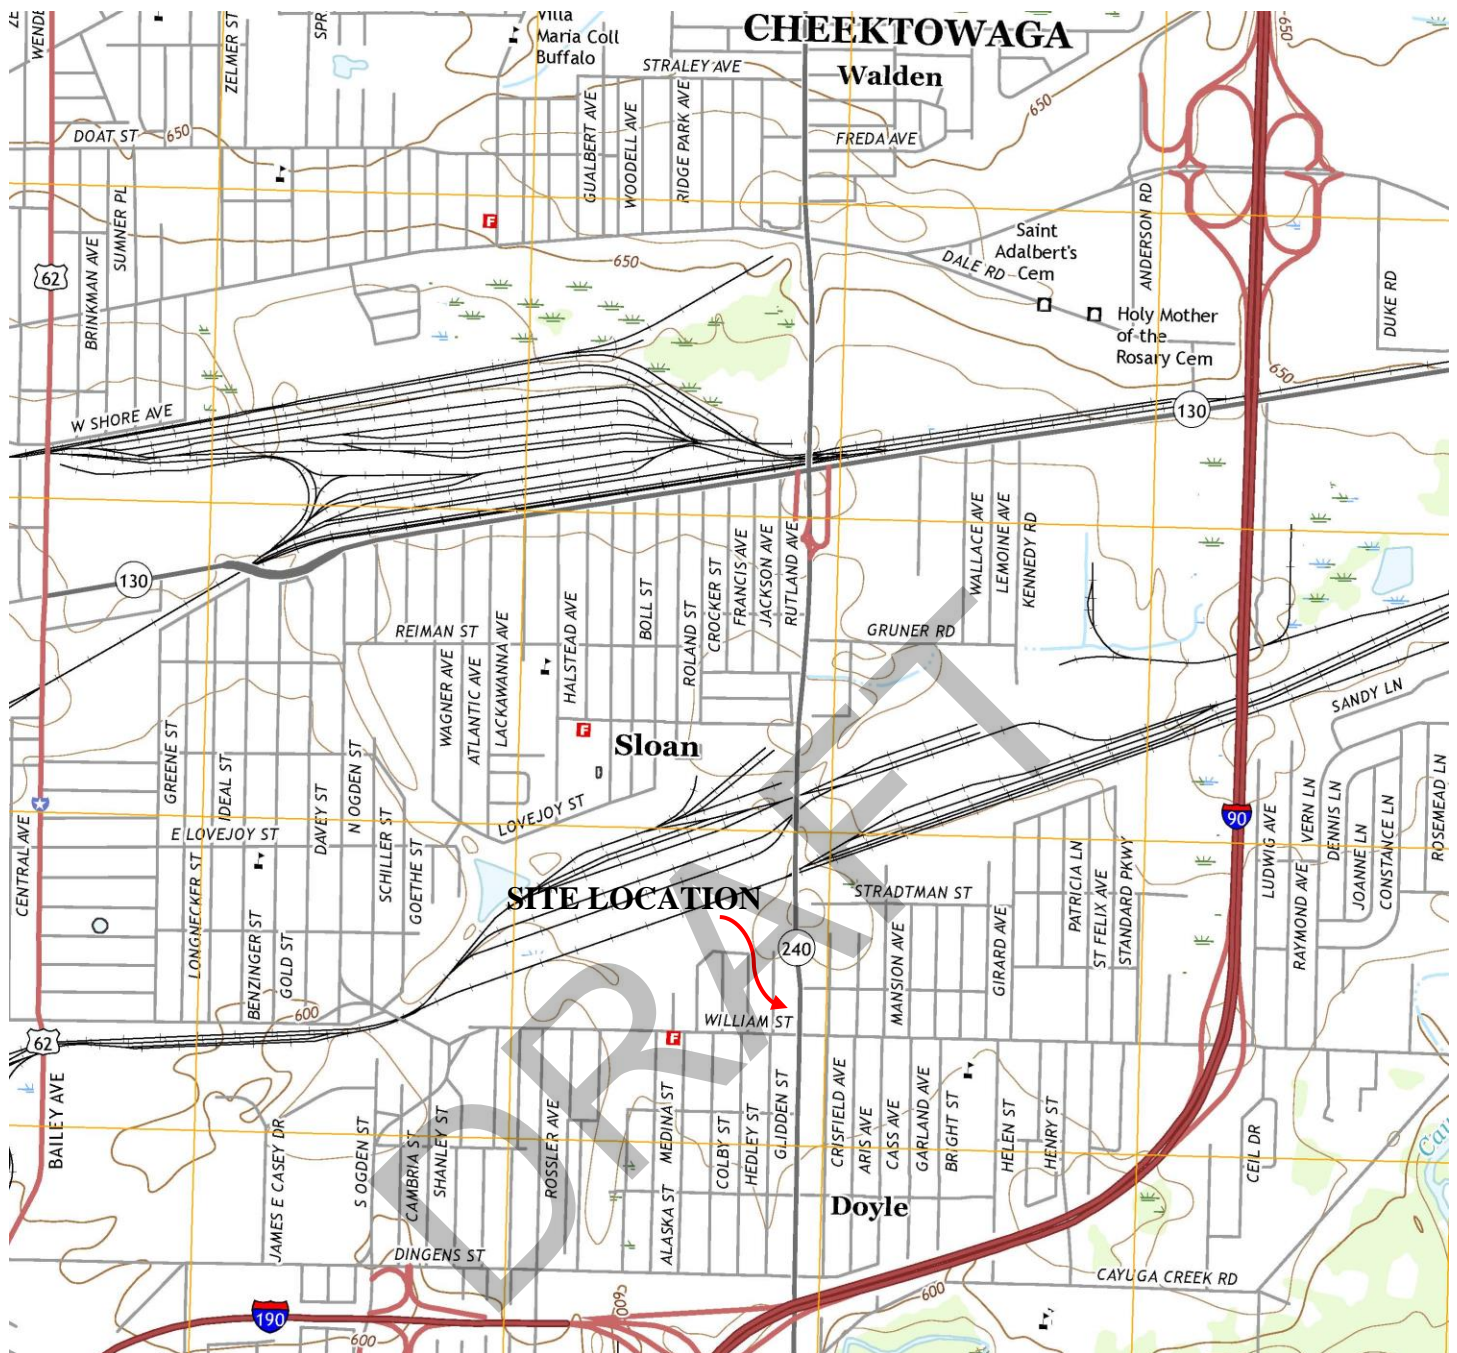 ZELMER ST
SPR
WENDE
ZE
Villa
Maria Coll
Buffalo
CHEEKTOWAGA
STRALEY AVE
Walden
650
650
DOAT ST
650
GUALBERT AVE
WOODELL AVE
RIDGE PARK AVE
FREDA AVE
SUMNER PL
BRINKMAN AVE
F
ANDERSON RD
Saint
Adalbert's
Cem
DALE RD
62
650
DUKE RD
Holy Mother
of the
Rosary Cem
650
W SHORE AVE
130
130
WALLACE AVE
LEMOINE AVE
KENNEDY RD
REIMAN ST
WAGNER AVE
ATLANTIC AVE
LACKAWANNA AVE
HALSTEAD AVE
BOLL ST
ROLAND ST
CROCKER ST
FRANCIS AVE
JACKSON AVE
RUTLAND AVE
GRUNER RD
SANDY LN
F
Sloan
GREENE ST
IDEAL ST
DAVEY ST
N OGDEN ST
SCHILLER ST
GOETHE ST
LOVEJOY ST
E LOVEJOY ST
CENTRAL AVE
LONGNECKER ST
BENZINGER ST
GOLD ST
90
LUDWIG AVE
VERN LN
DENNIS LN
JOANNE LN
CONSTANCE LN
ROSEMEAD LN
RAYMOND AVE
SITE LOCATION
STRADTMAN ST
PATRICIA LN
ST FELIX AVE
STANDARD PKWY
GIRARD AVE
MANSION AVE
240
WILLIAM ST
600
62
F
BAILEY AVE
JAMES E CASEY DR
S OGDEN ST
CAMBRIA ST
SHANLEY ST
ROSSLER AVE
MEDINA ST
ALASKA ST
COLBY ST
HEDLEY ST
GLIDDEN ST
CRISFIELD AVE
ARIS AVE
CASS AVE
GARLAND AVE
BRIGHT ST
HELEN ST
HENRY ST
CEIL DR
Cay
Doyle
DINGENS ST
CAYUGA CREEK RD
600
600
190
600
DRAFT